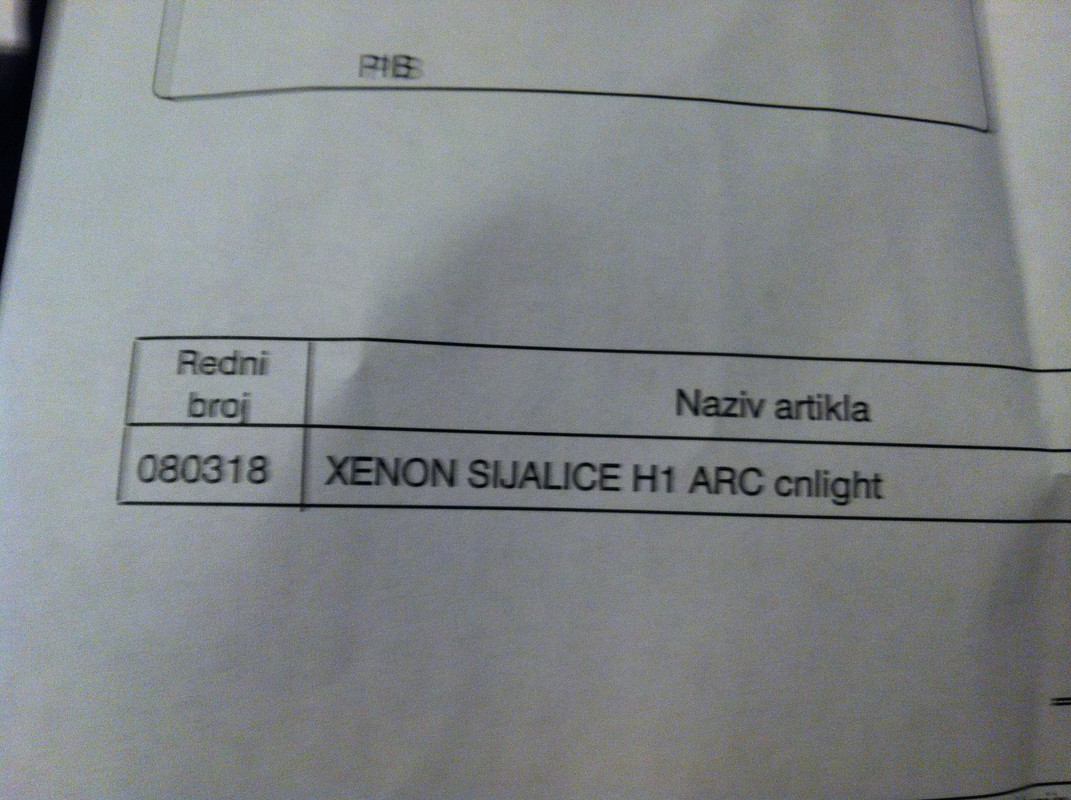 Redni
broj
Naziv artikla
080318
XENON SIJALICE H1 ARC cnlight